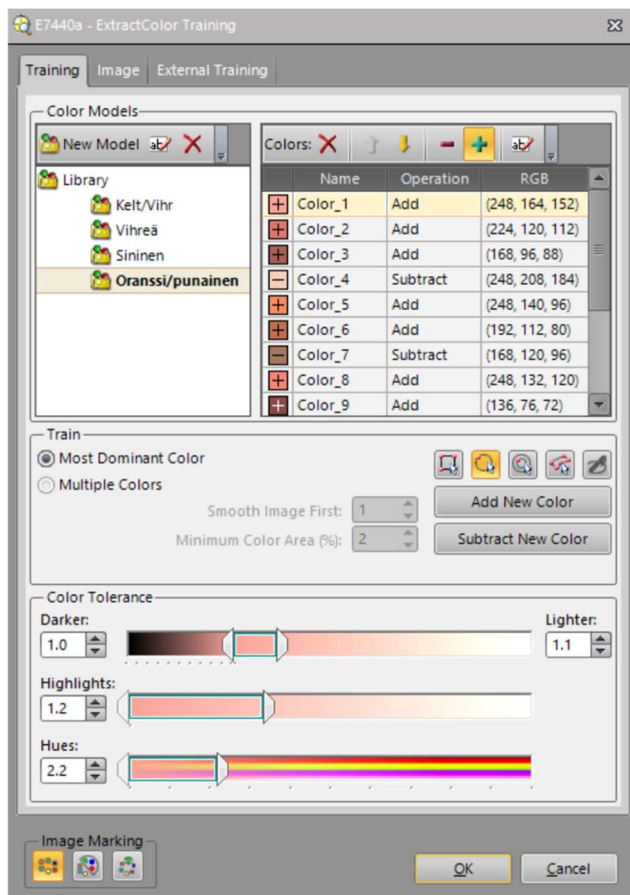 E7440a - ExtractColor Training
Training Image External Training
Color Models
New Model ab Colors: ab
Library
Kelt/Vihr
Vihreä
Sininen
Oranssi/punainen
Name Operation RGB
Color_1 Add (248, 164, 152)
Color_2 Add (224, 120, 112)
Color_3 Add (168, 96, 88)
Color_4 Subtract (248, 208, 184)
Color_5 Add (248, 140, 96)
Color_6 Add (192, 112, 80)
Color_7 Subtract (168, 120, 96)
Color_8 Add (248, 132, 120)
Color_9 Add (136, 76, 72)
Train
Most Dominant Color
Multiple Colors
Smooth Image First: 1
Minimum Color Area (%): 2
Add New Color
Subtract New Color
Color Tolerance
Darker: Lighter:
1.0 1.1
Highlights:
1.2
Hues:
2.2
Image Marking
OK Cancel